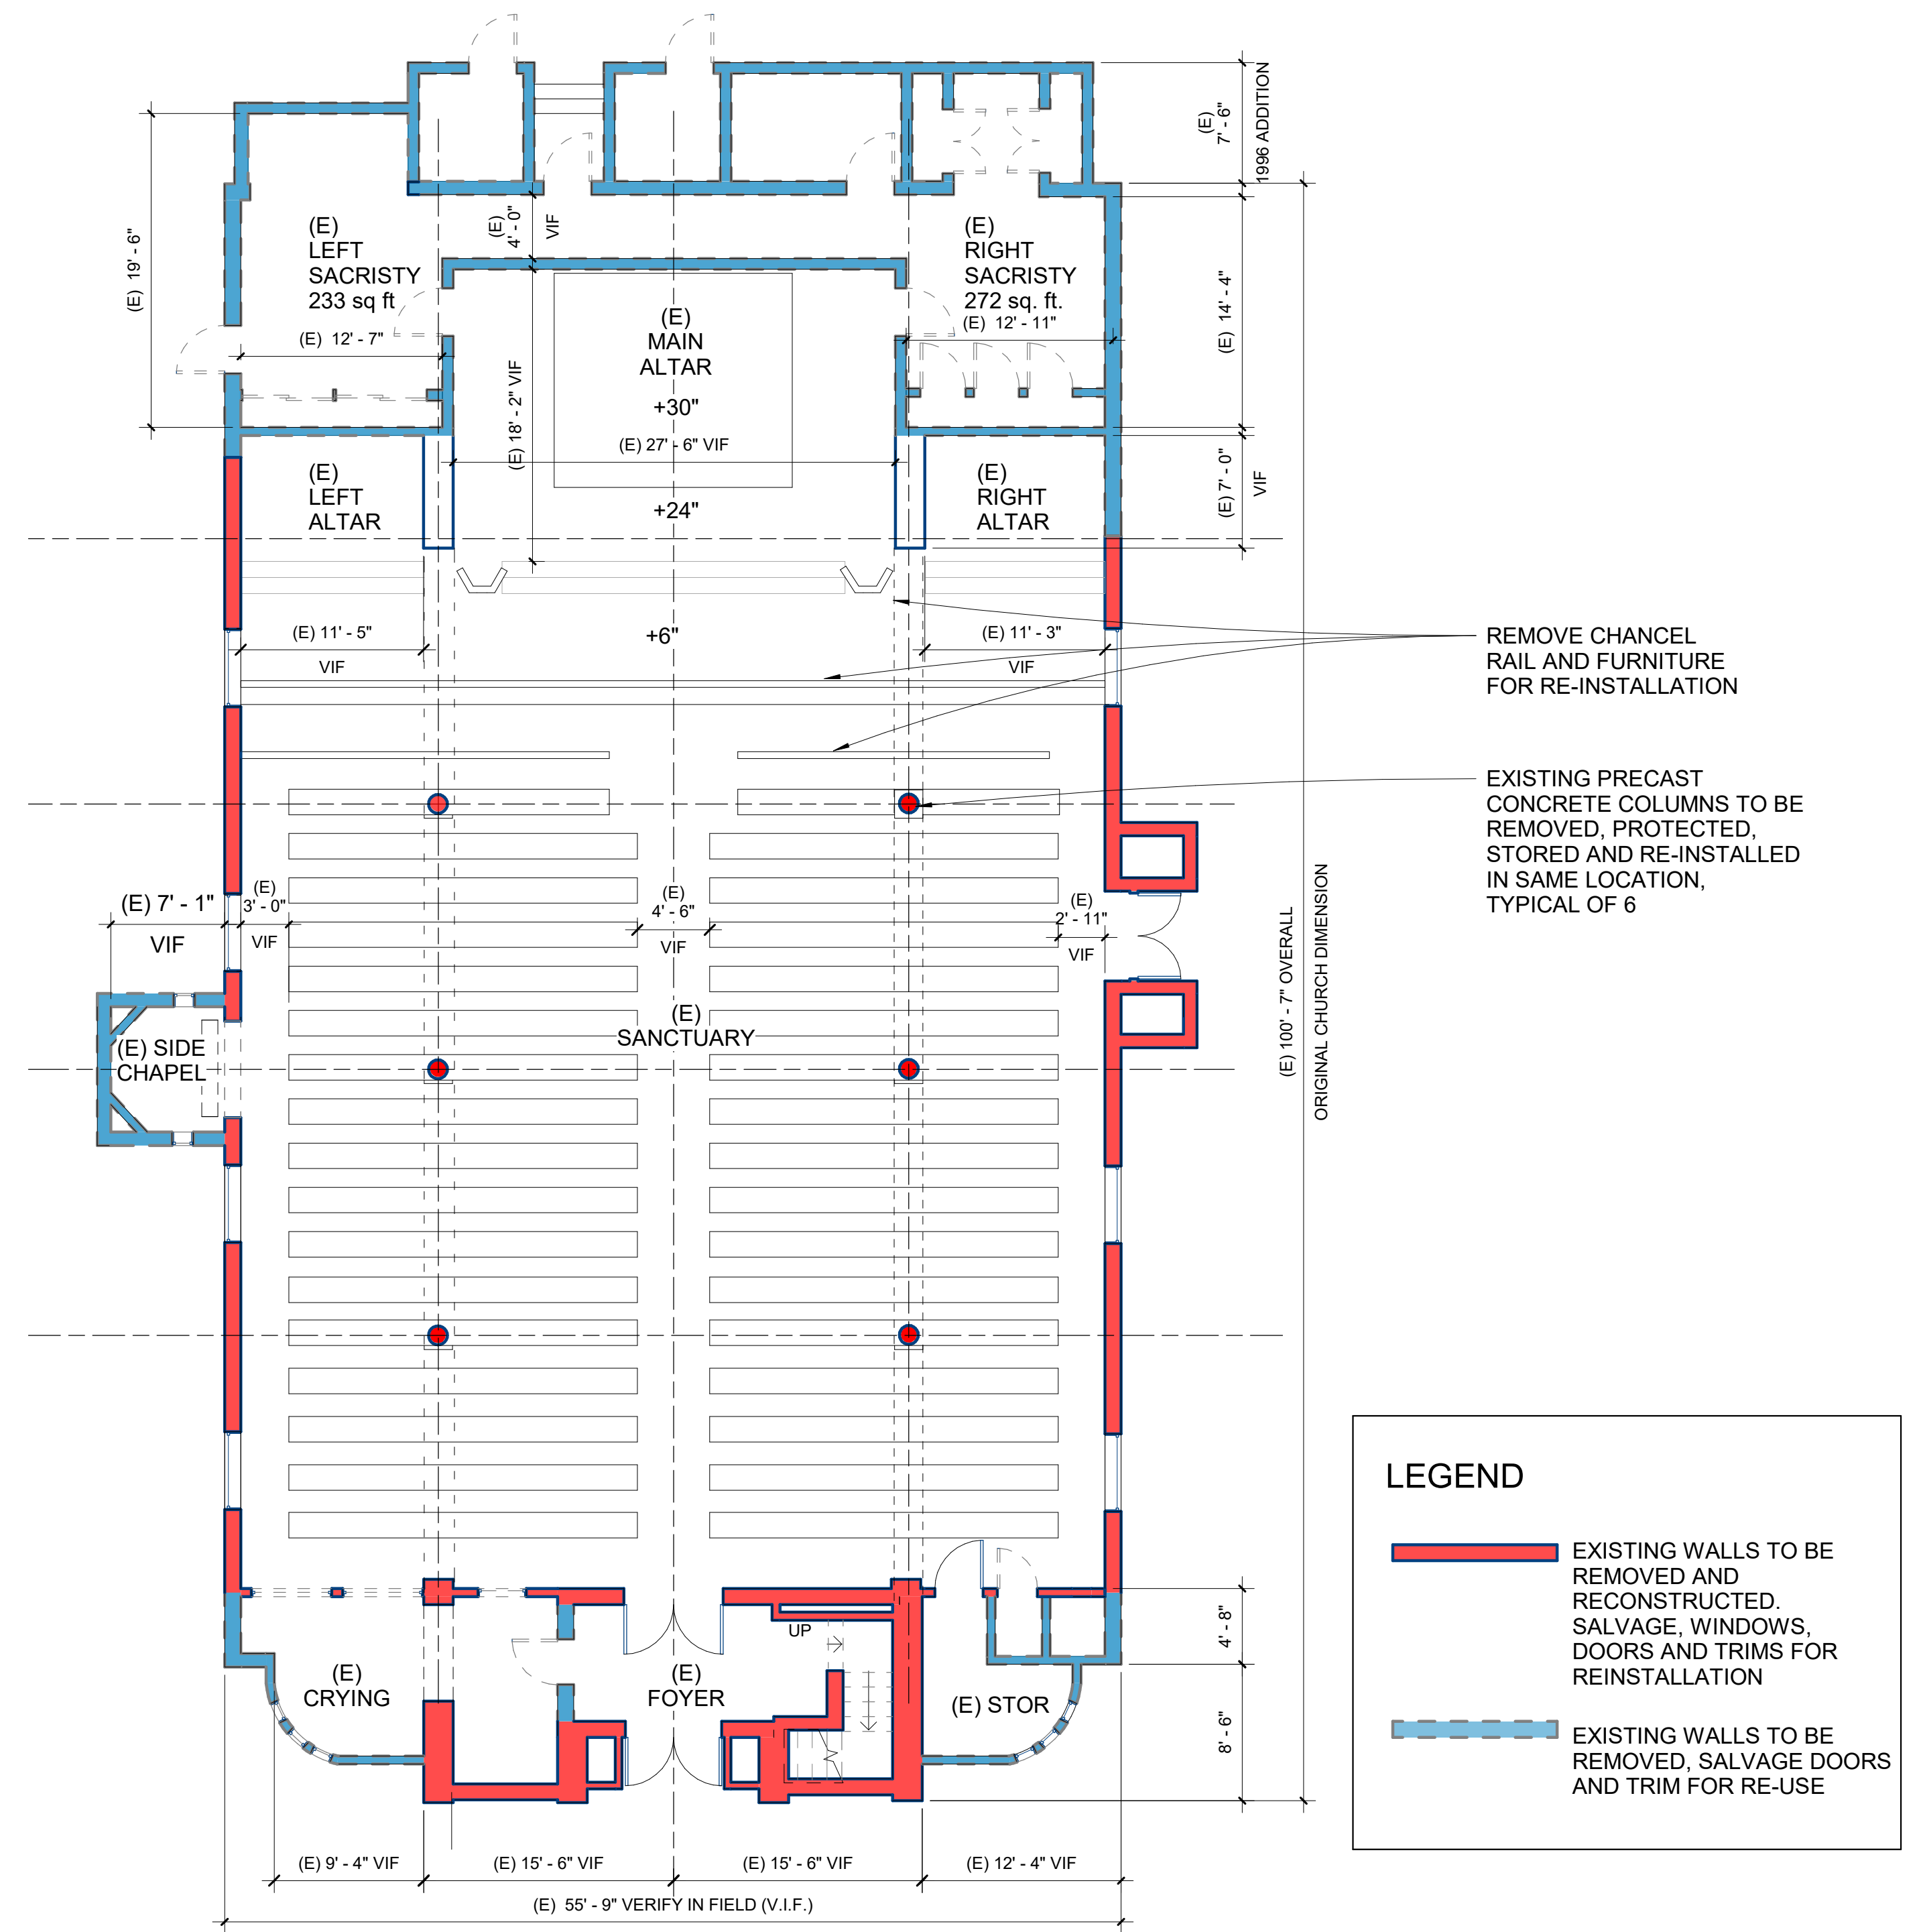 (E)
7' - 6"
1996 ADDITION
(E) 19' - 6"
(E)
LEFT
SACRISTY
233 sq ft
(E) 12' - 7"
(E)
4' - 0"
VIF
(E)
RIGHT
SACRISTY
272 sq. ft.
(E) 12' - 11"
(E) 14' - 4"
(E)
MAIN
ALTAR
+30"
(E) 27' - 6" VIF
(E) 18' - 2" VIF
+24"
(E)
LEFT
ALTAR
(E)
RIGHT
ALTAR
(E) 7' - 0"
VIF
(E) 11' - 5"
VIF
+6"
(E) 11' - 3"
VIF
REMOVE CHANCEL
RAIL AND FURNITURE
FOR RE-INSTALLATION
EXISTING PRECAST
CONCRETE COLUMNS TO BE
REMOVED, PROTECTED,
STORED AND RE-INSTALLED
IN SAME LOCATION,
TYPICAL OF 6
(E) 7' - 1"
VIF
(E)
3' - 0"
VIF
(E)
4' - 6"
VIF
(E)
2' - 11"
VIF
(E) 100' - 7" OVERALL
ORIGINAL CHURCH DIMENSION
(E)
SANCTUARY
(E) SIDE
CHAPEL
UP
(E)
CRYING
(E)
FOYER
(E) STOR
4' - 8"
8' - 6"
(E) 9' - 4" VIF
(E) 15' - 6" VIF
(E) 15' - 6" VIF
(E) 12' - 4" VIF
(E) 55' - 9" VERIFY IN FIELD (V.I.F.)
LEGEND
EXISTING WALLS TO BE
REMOVED AND
RECONSTRUCTED.
SALVAGE, WINDOWS,
DOORS AND TRIMS FOR
REINSTALLATION
EXISTING WALLS TO BE
REMOVED, SALVAGE DOORS
AND TRIM FOR RE-USE